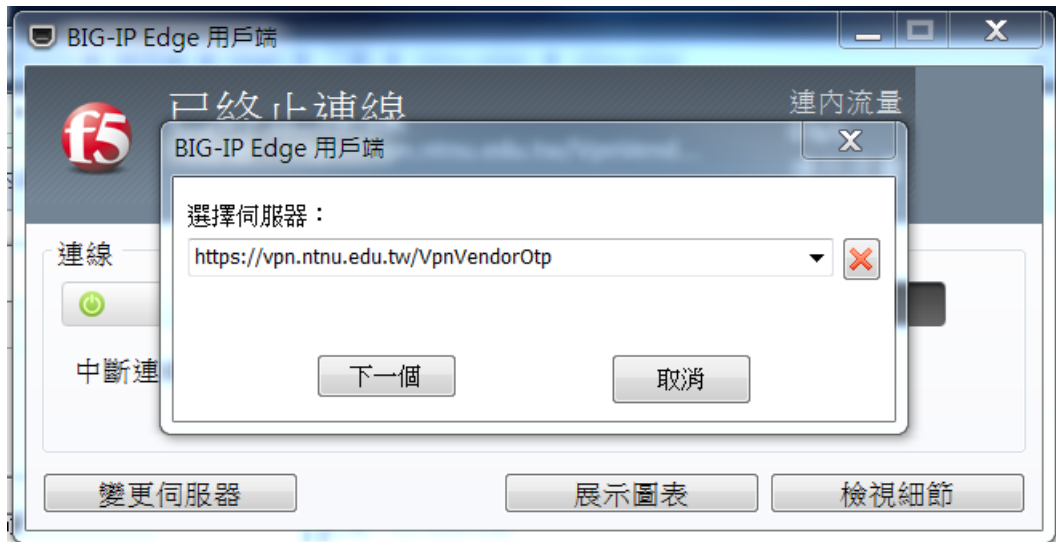 BIG-IP Edge 用戶端
X
f5
已終止連線
連內流量
BIG-IP Edge 用戶端
X
選擇伺服器：
https://vpn.ntnu.edu.tw/VpnVendorOtp
連線
下一個
取消
中斷連
變更伺服器
展示圖表
檢視細節